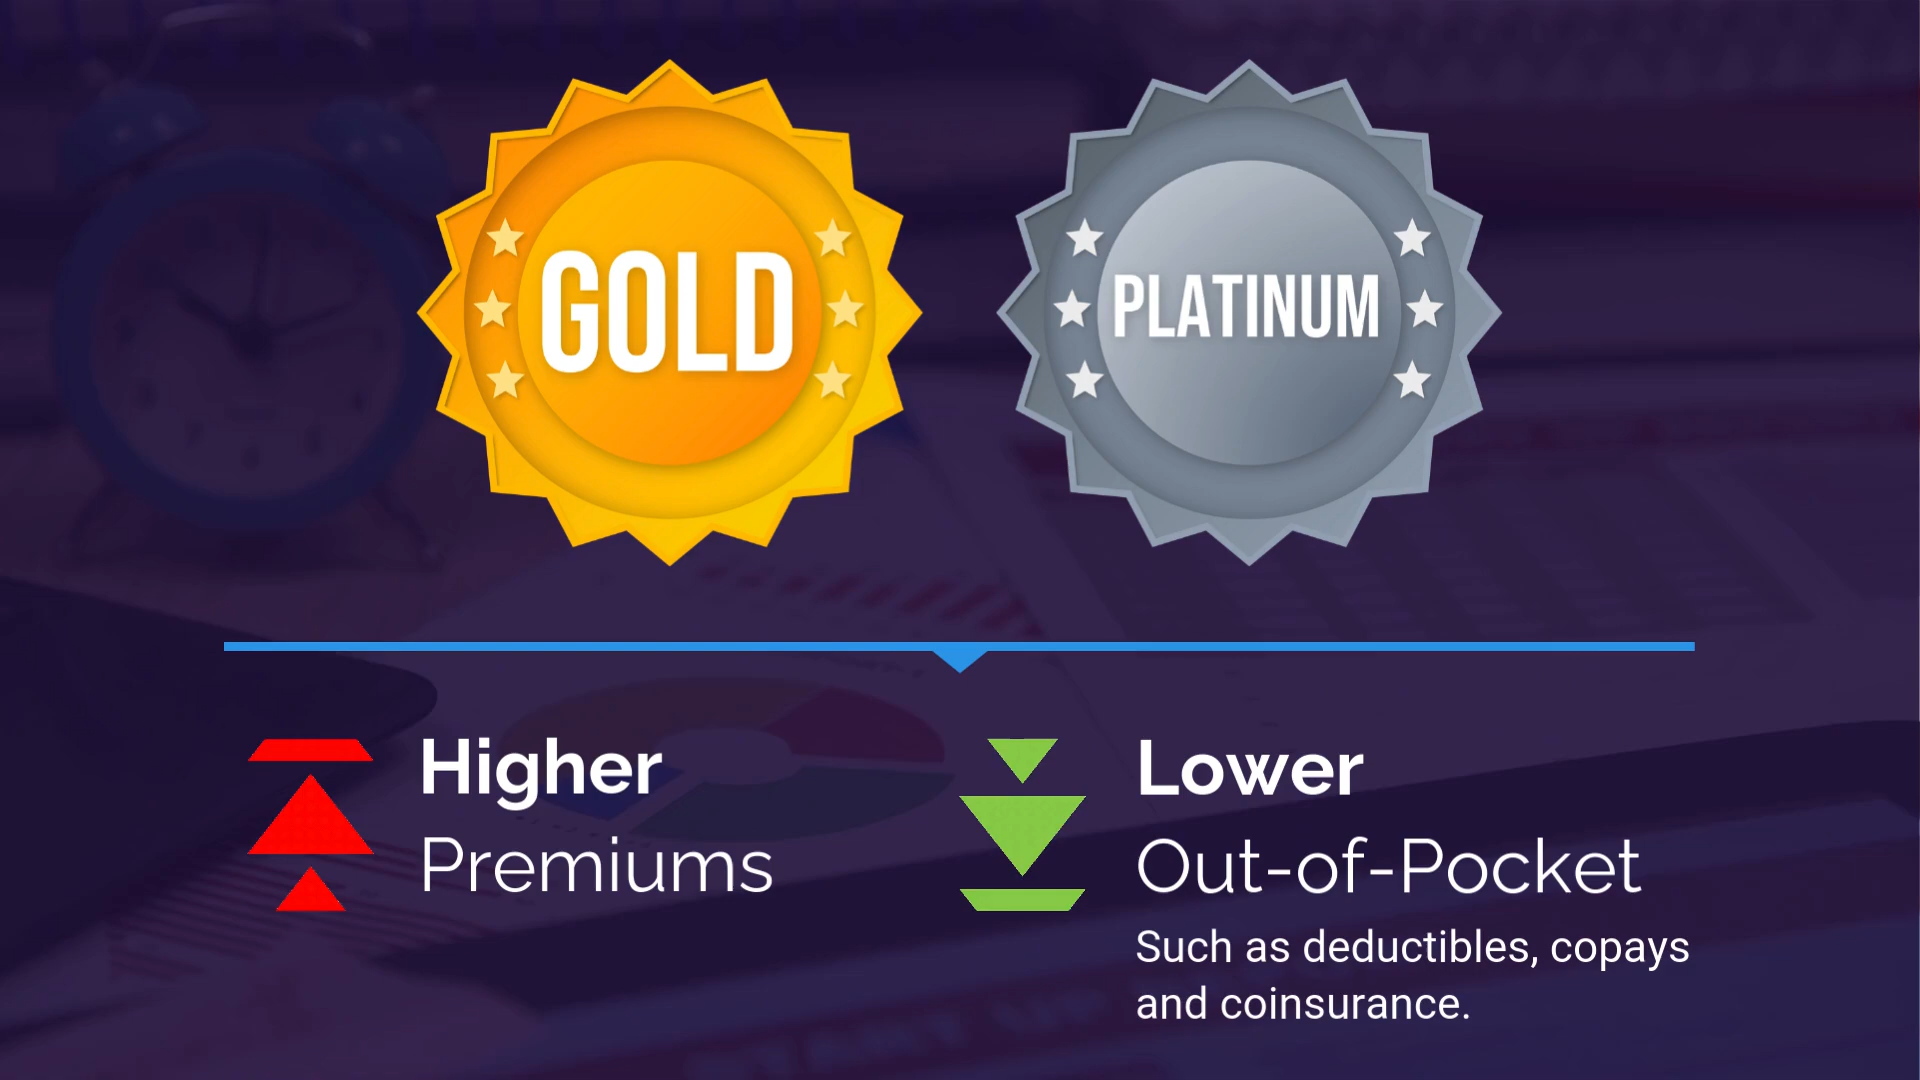 GOLD
PLATINUM
Higher
Premiums
Lower
Out-of-Pocket
Such as deductibles, copays
and coinsurance.